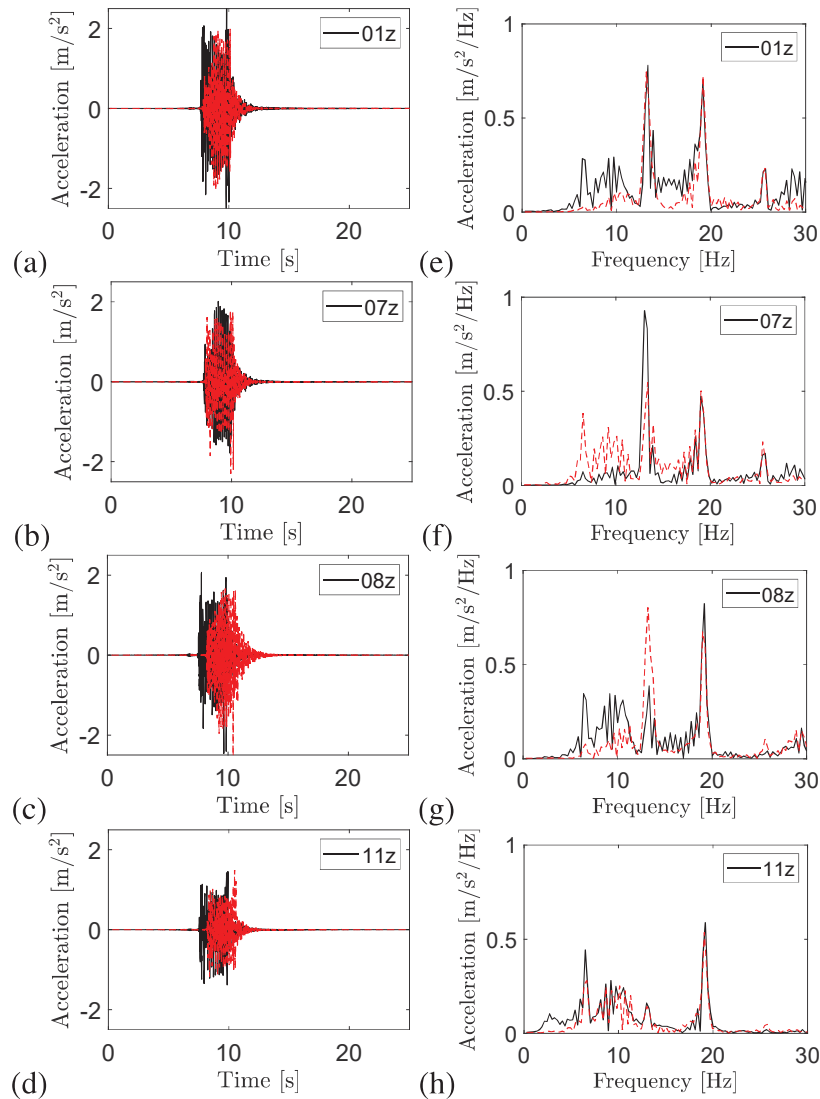 2
0
-2
Acceleration [m/s²]
01z
0 10 20
Time [s]
(a)
1
0.5
0
Acceleration [m/s²/Hz]
01z
0 10 20 30
Frequency [Hz]
(e)
2
0
-2
Acceleration [m/s²]
07z
0 10 20
Time [s]
(b)
1
0.5
0
Acceleration [m/s²/Hz]
07z
0 10 20 30
Frequency [Hz]
(f)
2
0
-2
Acceleration [m/s²]
08z
0 10 20
Time [s]
(c)
1
0.5
0
Acceleration [m/s²/Hz]
08z
0 10 20 30
Frequency [Hz]
(g)
2
0
-2
Acceleration [m/s²]
11z
0 10 20
Time [s]
(d)
1
0.5
0
Acceleration [m/s²/Hz]
11z
0 10 20 30
Frequency [Hz]
(h)